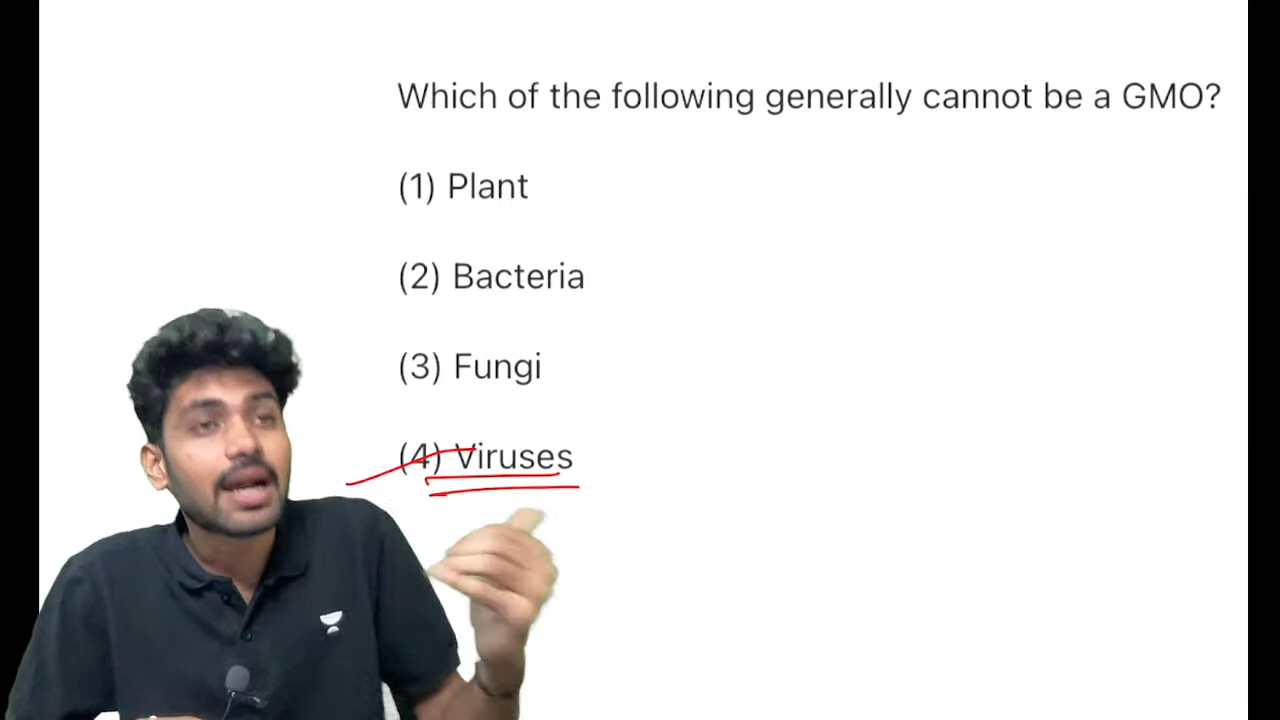 Which of the following generally cannot be a GMO?
(1) Plant
(2) Bacteria
(3) Fungi
(4) Viruses